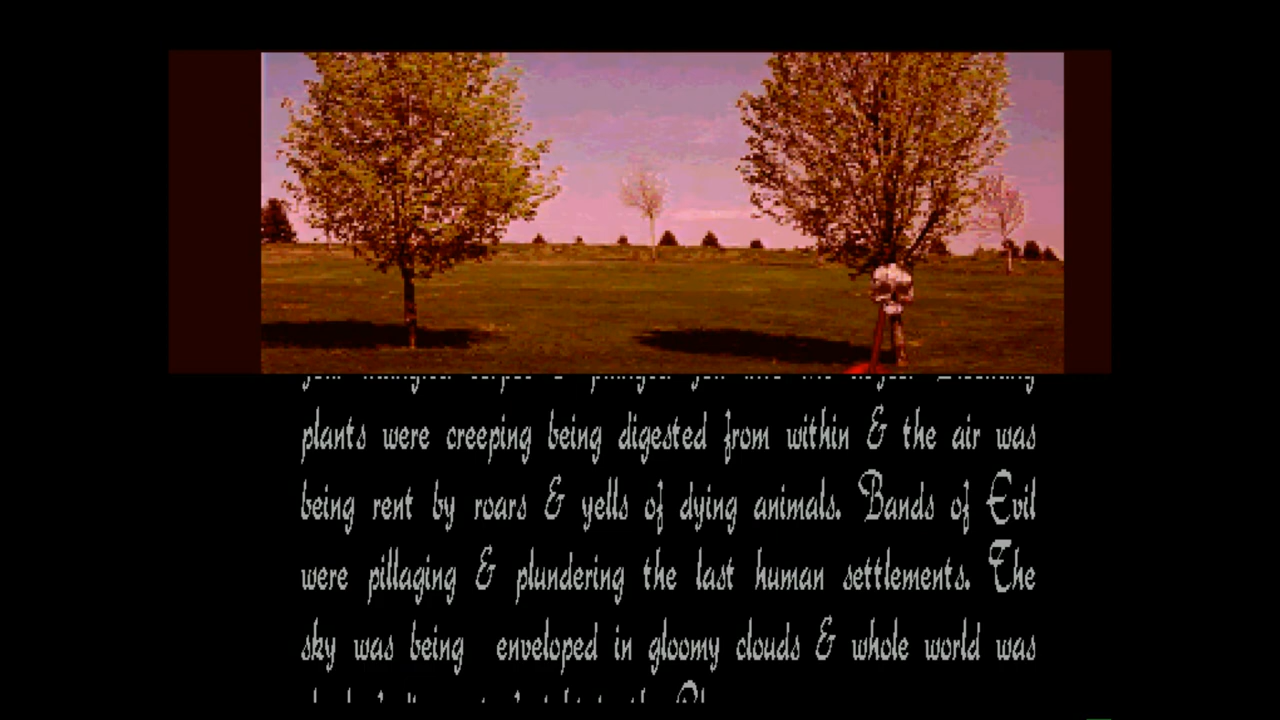 plants were creeping being digested from within & the air was
being rent by roars & yells of dying animals. Bands of Evil
were pillaging & plundering the last human settlements. The
sky was being enveloped in gloomy clouds & whole world was